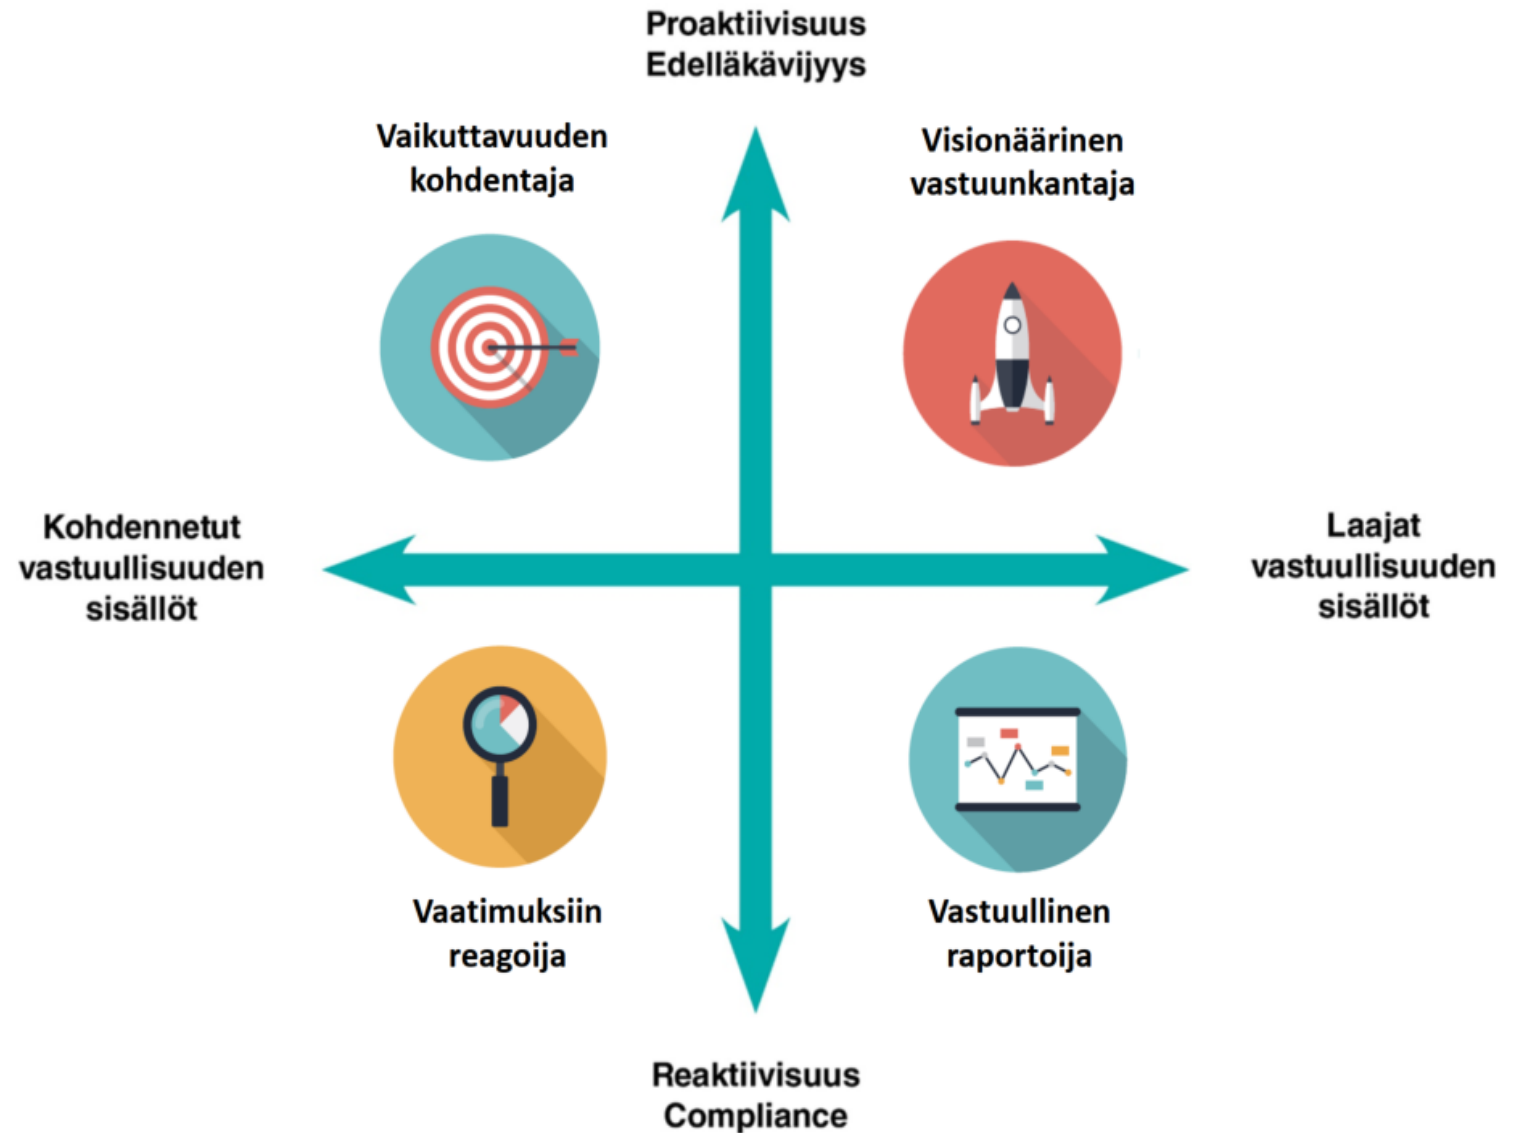 Proaktiivisuus
Edelläkävijyys
Vaikuttavuuden
kohdentaja
Visionäärinen
vastuunkantaja
Kohdennetut
vastuullisuuden
sisällöt
Laajat
vastuullisuuden
sisällöt
Vaatimuksiin
reagoija
Vastuullinen
raportoija
Reaktiivisuus
Compliance